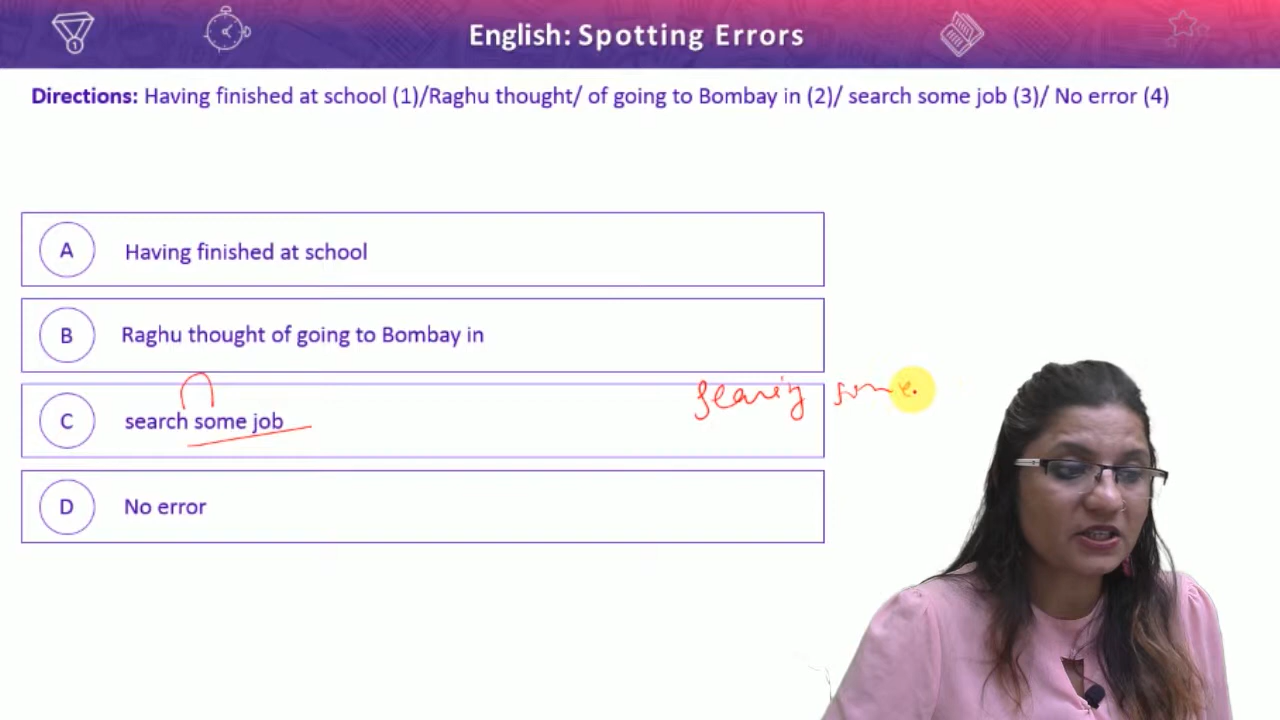 English: Spotting Errors
Directions: Having finished at school (1)/Raghu thought/ of going to Bombay in (2)/ search some job (3)/ No error (4)
A Having finished at school
B Raghu thought of going to Bombay in
C search some job
some
D No error